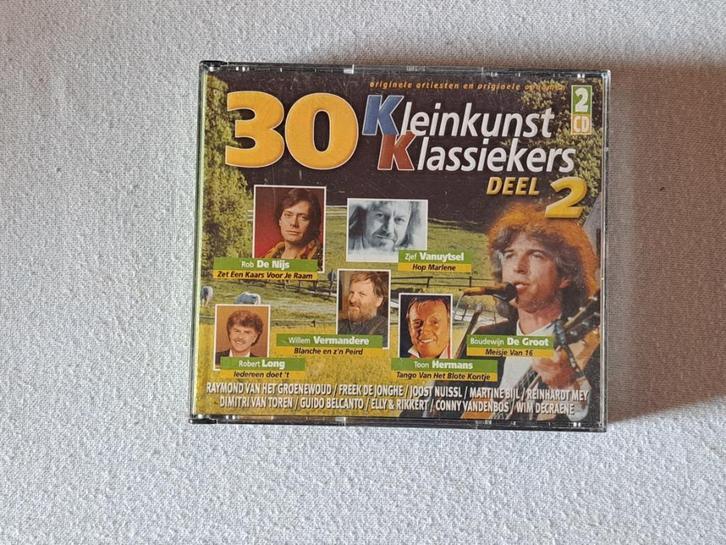 originele artiesten en originele opnames
2
CD
30 Kleinkunst
Klassiekers
DEEL 2
Rob De Nijs
Zet Een Kaars Voor Je Raam
Zjef Vanuytsel
Hop Marlene
Robert Long
Iedereen doet 't
Willem Vermandere
Blanche en z'n Peird
Toon Hermans
Tango Van Het Blote Kontje
Boudewijn De Groot
Meisje Van 16
RAYMOND VAN HET GROENEWOUD / FREEK DE JONGHE / JOOST NUISSL / MARTINE BIJL / REINHARDT MEY
DIMITRI VAN TOREN / GUIDO BELCANTO / ELLY & RIKKERT / CONNY VANDENBOS / WIM DECRAENE